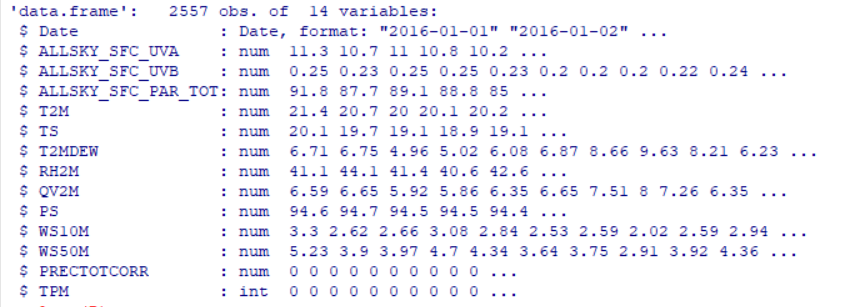 'data.frame':   2557 obs. of  14 variables:
 $ Date             : Date, format: "2016-01-01" "2016-01-02" ...
 $ ALLSKY_SFC_UVA   : num  11.3 10.7 11 10.8 10.2 ...
 $ ALLSKY_SFC_UVB   : num  0.25 0.23 0.25 0.25 0.23 0.2 0.2 0.2 0.22 0.24 ...
 $ ALLSKY_SFC_PAR_TOT: num  91.8 87.7 89.1 88.8 85 ...
 $ T2M              : num  21.4 20.7 20 20.1 20.2 ...
 $ TS               : num  20.1 19.7 19.1 18.9 19.1 ...
 $ T2MDEW           : num  6.71 6.75 4.96 5.02 6.08 6.87 8.66 9.63 8.21 6.23 ...
 $ RH2M             : num  41.1 44.1 41.4 40.6 42.6 ...
 $ QV2M             : num  6.59 6.65 5.92 5.86 6.35 6.65 7.51 8 7.26 6.35 ...
 $ PS               : num  94.6 94.7 94.5 94.5 94.4 ...
 $ WS10M            : num  3.3 2.62 2.66 3.08 2.84 2.53 2.59 2.02 2.59 2.94 ...
 $ WS50M            : num  5.23 3.9 3.97 4.7 4.34 3.64 3.75 2.91 3.92 4.36 ...
 $ PRECTOTCORR      : num  0 0 0 0 0 0 0 0 0 0 ...
 $ TPM              : int  0 0 0 0 0 0 0 0 0 0 ...